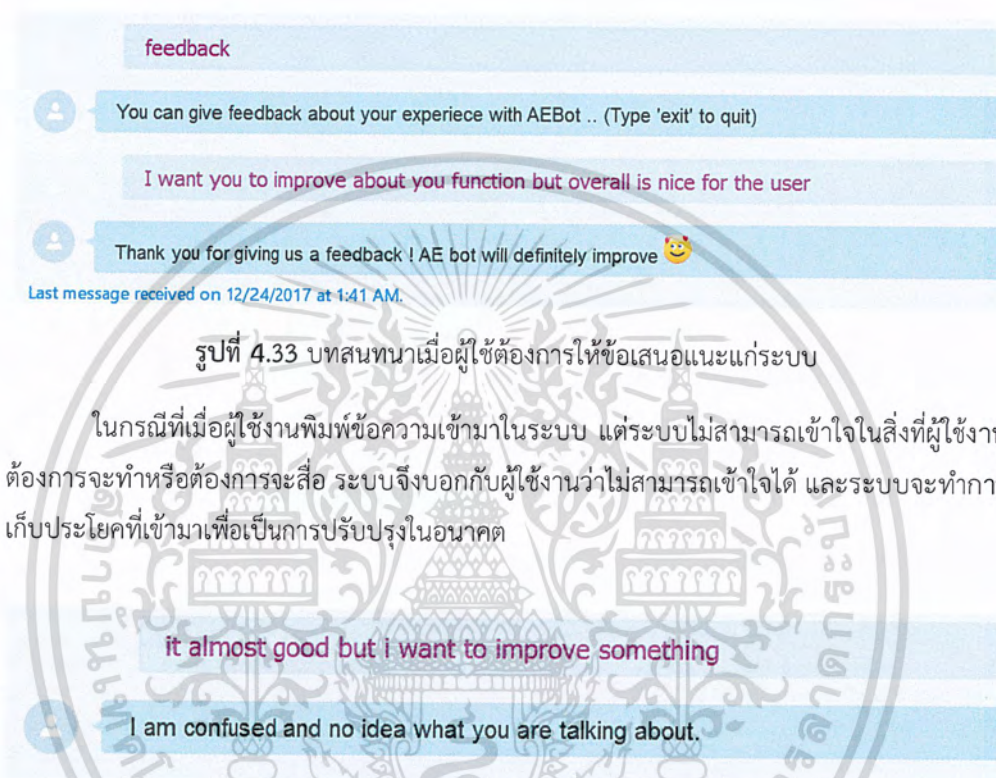 feedback
You can give feedback about your experiece with AEBot .. (Type 'exit' to quit)
I want you to improve about you function but overall is nice for the user
Thank you for giving us a feedback ! AE bot will definitely improve 😍
Last message received on 12/24/2017 at 1:41 AM.
รูปที่ 4.33 บทสนทนาเมื่อผู้ใช้ต้องการให้ข้อเสนอแนะแก่ระบบ
ในกรณีที่เมื่อผู้ใช้งานพิมพ์ข้อความเข้ามาในระบบ แต่ระบบไม่สามารถเข้าใจในสิ่งที่ผู้ใช้งาน
ต้องการจะทำหรือต้องการจะสื่อ ระบบจึงบอกกับผู้ใช้งานว่าไม่สามารถเข้าใจได้ และระบบจะทำกา
เก็บประโยคที่เข้ามาเพื่อเป็นการปรับปรุงในอนาคต
it almost good but i want to improve something
I am confused and no idea what you are talking about.